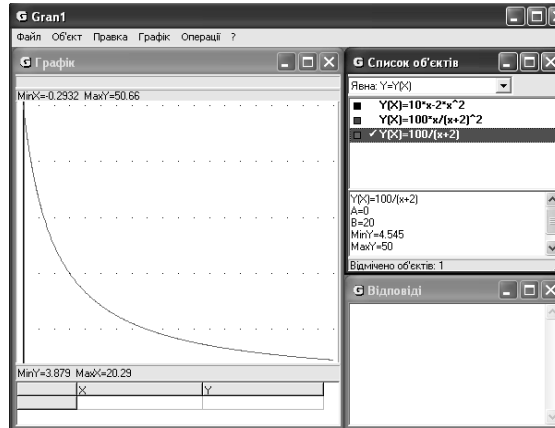 Gran1
Файл Об'єкт Правка Графік Операції ?
Графік
MinX=-0.2932 MaxY=50.66
MinY=3.879 MaxX=20.29
X Y
Список об'єктів
Явна: Y=Y(X)
Y(X)=10*x-2*x^2
Y(X)=100*x/(x+2)^2
Y(X)=100/(x+2)
Y(X)=100/(x+2)
A=0
B=20
MinY=4.545
MaxY=50
Відмічено об'єктів: 1
Відповіді